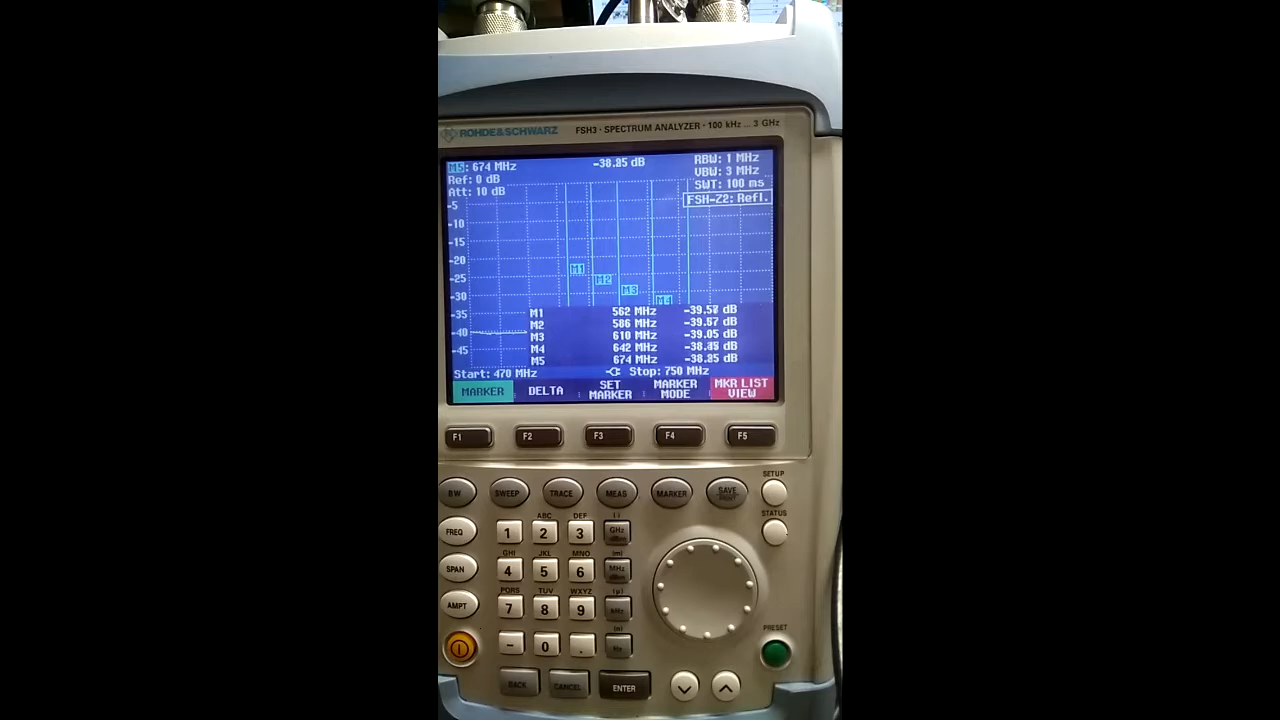 ROHDE&SCHWARZ FSH3 · SPECTRUM ANALYZER · 100 kHz ... 3 GHz
M5: 674 MHz -38.85 dB RBW: 1 MHz
Ref: 0 dB VBW: 3 MHz
Att: 10 dB SWT: 100 ms
FSH-Z2: Refl.
-5
-10
-15
-20
-25
-30
-35
-40
-45
M1
M2
M3
M4
M1 562 MHz
M2 586 MHz
M3 610 MHz -39.05 dB
M4 642 MHz
M5 674 MHz -38.85 dB
Start: 470 MHz Stop: 750 MHz
MARKER DELTA SET MARKER MARKER MODE MKR LIST VIEW
F1 F2 F3 F4 F5
SETUP
BW SWEEP TRACE MEAS MARKER SAVE
STATUS
ABC DEF ( )
FREQ 1 2 3 GHz dBm
GHI JKL MNO (m)
SPAN 4 5 6 MHz dBm
PQRS TUV WXYZ (µ)
AMPT 7 8 9 kHz
(n)
PRESET
- 0 . Hz
BACK CANCEL ENTER